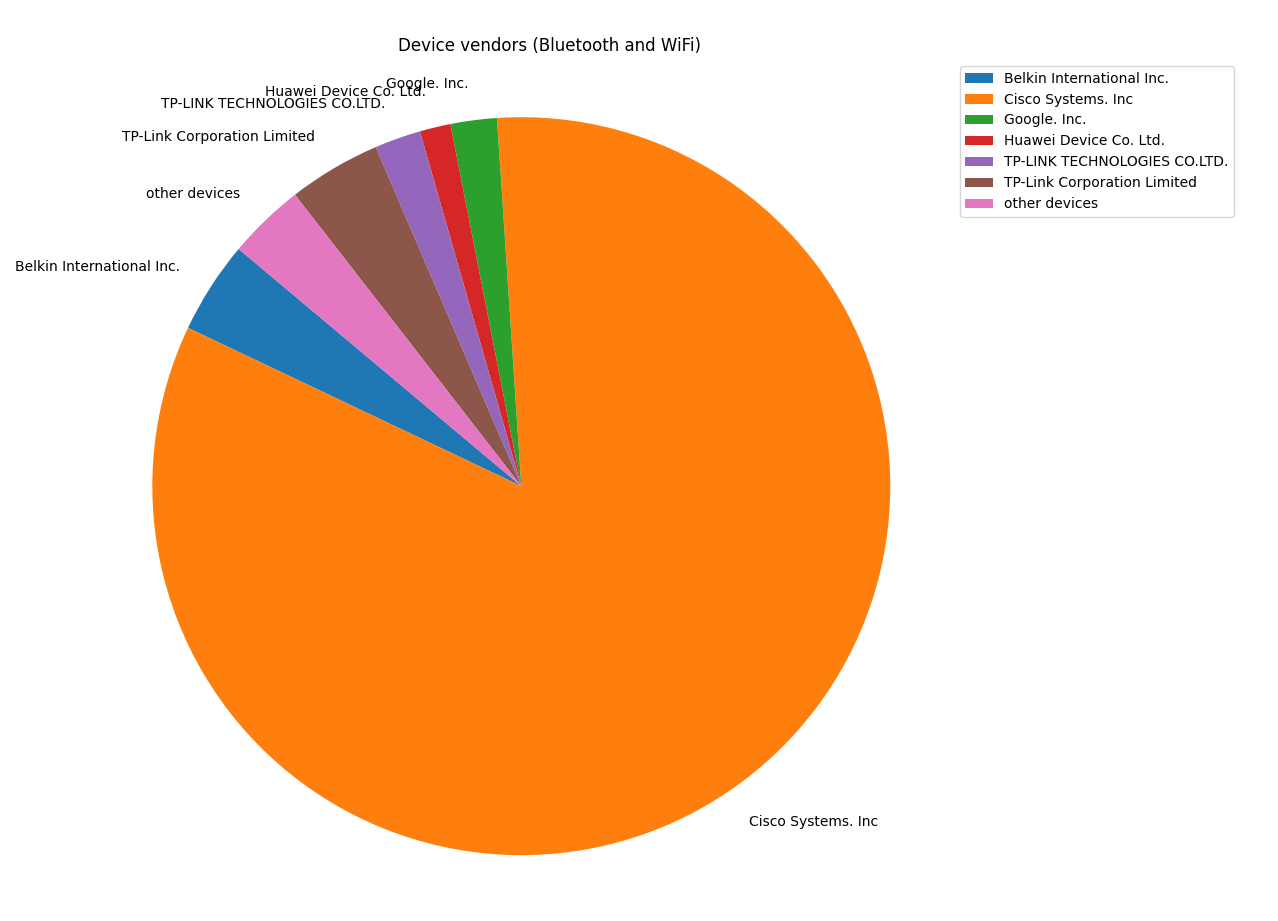 Device vendors (Bluetooth and WiFi)
Google. Inc.
Huawei Device Co. Ltd.
TP-LINK TECHNOLOGIES CO.LTD.
TP-Link Corporation Limited
other devices
Belkin International Inc.
Cisco Systems. Inc
Belkin International Inc.
Cisco Systems. Inc
Google. Inc.
Huawei Device Co. Ltd.
TP-LINK TECHNOLOGIES CO.LTD.
TP-Link Corporation Limited
other devices